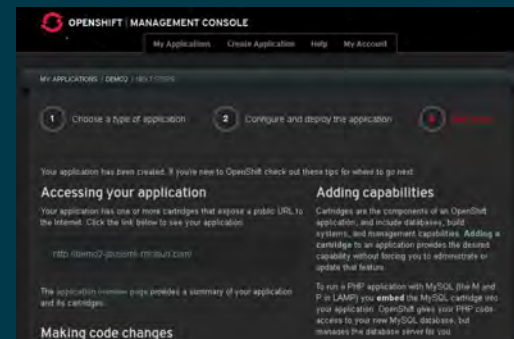 OPENSHIFT | MANAGEMENT CONSOLE
My Applications Create Application Help My Account
MY APPLICATIONS / DEMO2 / NEXT STEPS
1 Choose a type of application
2 Configure and deploy the application
3
Your application has been created. If you're new to OpenShift check out these tips for where to go next.
Accessing your application
Your application has one or more cartridges that expose a public URL to
the Internet. Click the link below to see your application.
The application overview page provides a summary of your application
and its cartridges.
Making code changes
Adding capabilities
Cartridges are the components of an OpenShift
application, and include databases, build
systems, and management capabilities. Adding a
cartridge to an application provides the desired
capability without forcing you to administrate or
update that feature.
To run a PHP application with MySQL (the M and
P in LAMP) you embed the MySQL cartridge into
your application. OpenShift gives your PHP code
access to your new MySQL database, but
manages the database server for you.